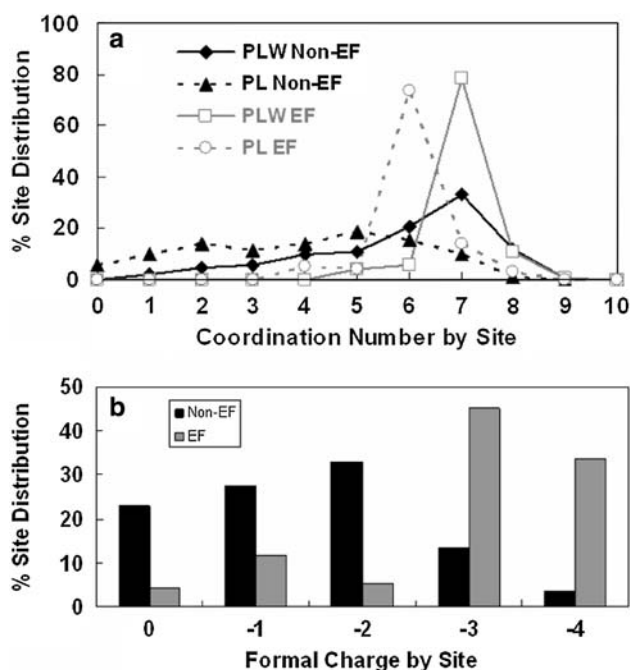 a
100
80
60
40
20
0
% Site Distribution
PLW Non-EF
PL Non-EF
PLW EF
PL EF
0 1 2 3 4 5 6 7 8 9 10
Coordination Number by Site
b
50
40
30
20
10
0
% Site Distribution
Non-EF
EF
0 -1 -2 -3 -4
Formal Charge by Site